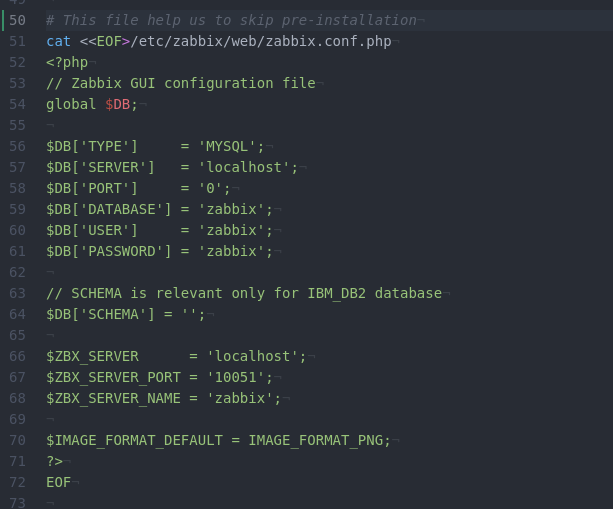 50 # This file help us to skip pre-installation¬
51 cat <<EOF>/etc/zabbix/web/zabbix.conf.php¬
52 <?php¬
53 // Zabbix GUI configuration file¬
54 global $DB;¬
55 ¬
56 $DB['TYPE']     = 'MYSQL';¬
57 $DB['SERVER']   = 'localhost';¬
58 $DB['PORT']     = '0';¬
59 $DB['DATABASE'] = 'zabbix';¬
60 $DB['USER']     = 'zabbix';¬
61 $DB['PASSWORD'] = 'zabbix';¬
62 ¬
63 // SCHEMA is relevant only for IBM_DB2 database¬
64 $DB['SCHEMA'] = '';¬
65 ¬
66 $ZBX_SERVER      = 'localhost';¬
67 $ZBX_SERVER_PORT = '10051';¬
68 $ZBX_SERVER_NAME = 'zabbix';¬
69 ¬
70 $IMAGE_FORMAT_DEFAULT = IMAGE_FORMAT_PNG;¬
71 ?>¬
72 EOF¬
73 ¬